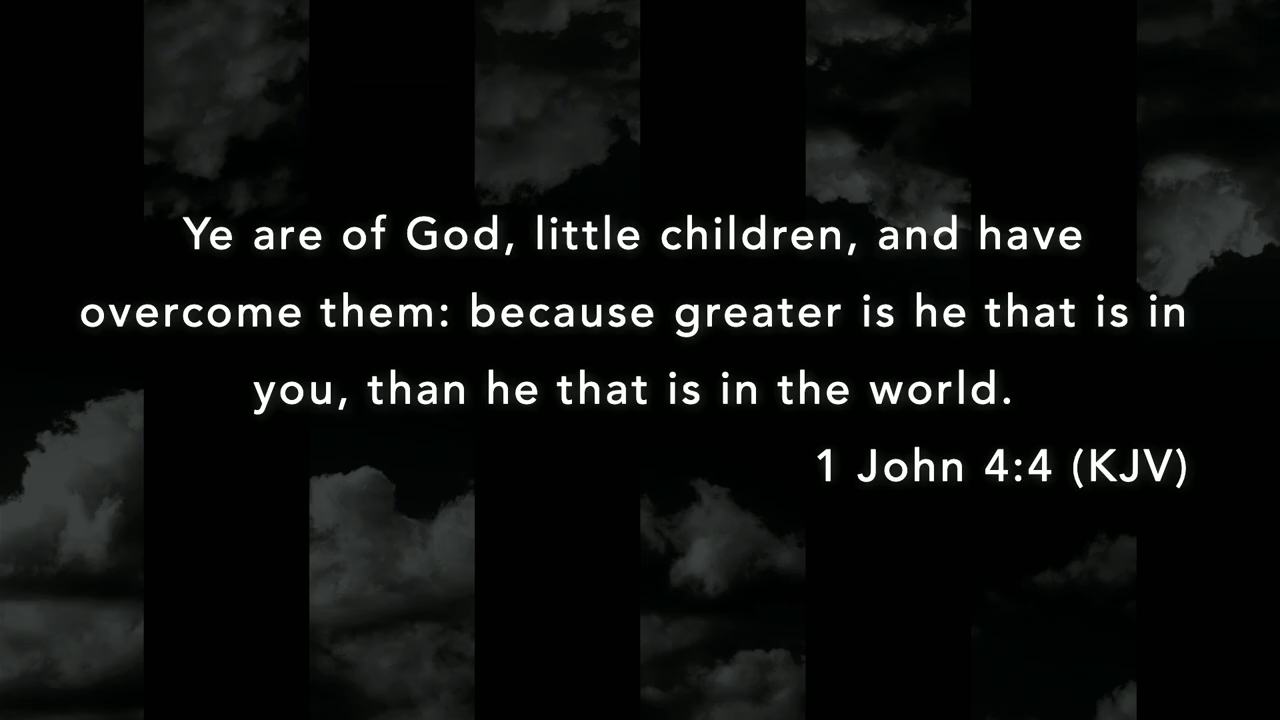 Ye are of God, little children, and have
overcome them: because greater is he that is in
you, than he that is in the world.
1 John 4:4 (KJV)